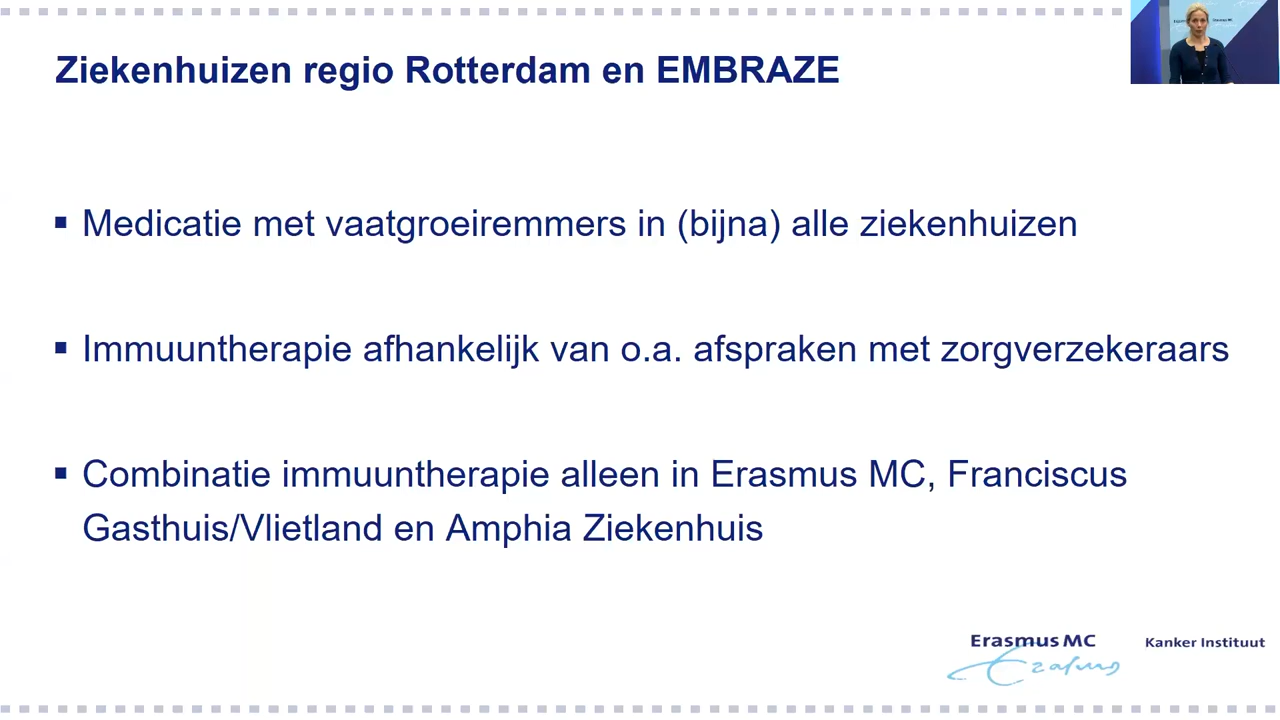 Ziekenhuizen regio Rotterdam en EMBRAZE
▪ Medicatie met vaatgroeiremmers in (bijna) alle ziekenhuizen
▪ Immuuntherapie afhankelijk van o.a. afspraken met zorgverzekeraars
▪ Combinatie immuuntherapie alleen in Erasmus MC, Franciscus
Gasthuis/Vlietland en Amphia Ziekenhuis
Erasmus MC
Erasmus
Kanker Instituut